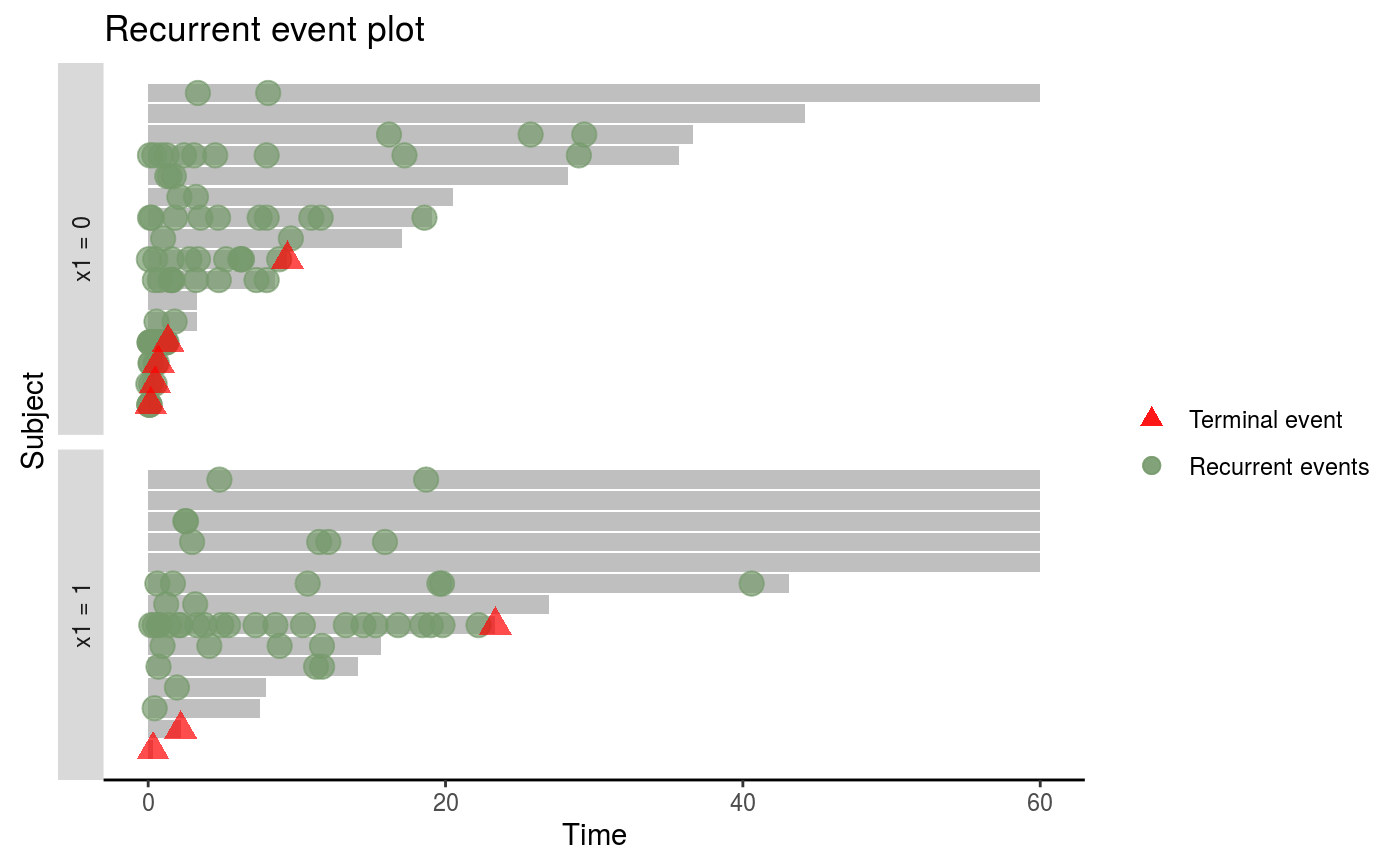 Recurrent event plot
x1 = 0
x1 = 1
Subject
Terminal event
Recurrent events
0 20 40 60
Time